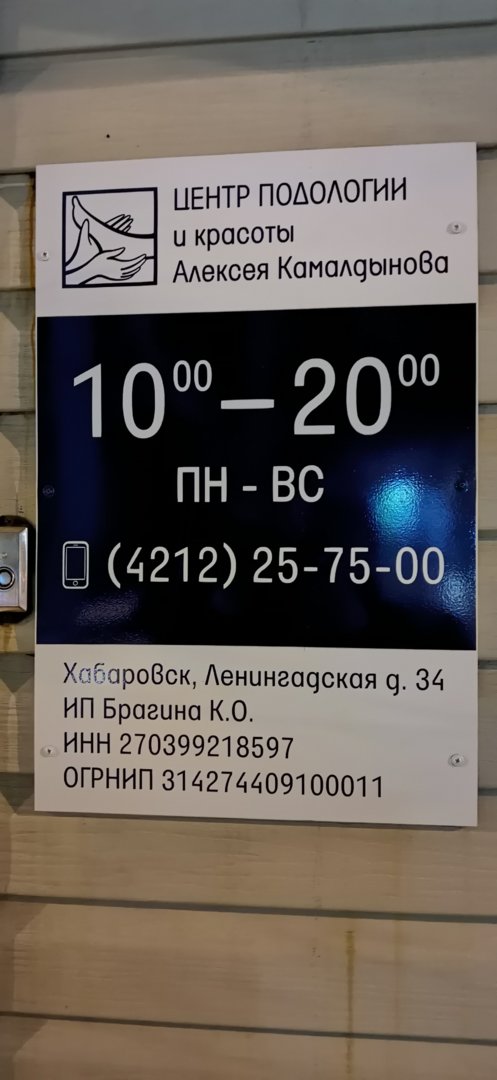 ЦЕНТР ПОДОЛОГИИ
и красоты
Алексея Камалдынова
10⁰⁰ – 20⁰⁰
ПН - ВС
(4212) 25-75-00
Хабаровск, Ленингадская д. 34
ИП Брагина К.О.
ИНН 270399218597
ОГРНИП 314274409100011